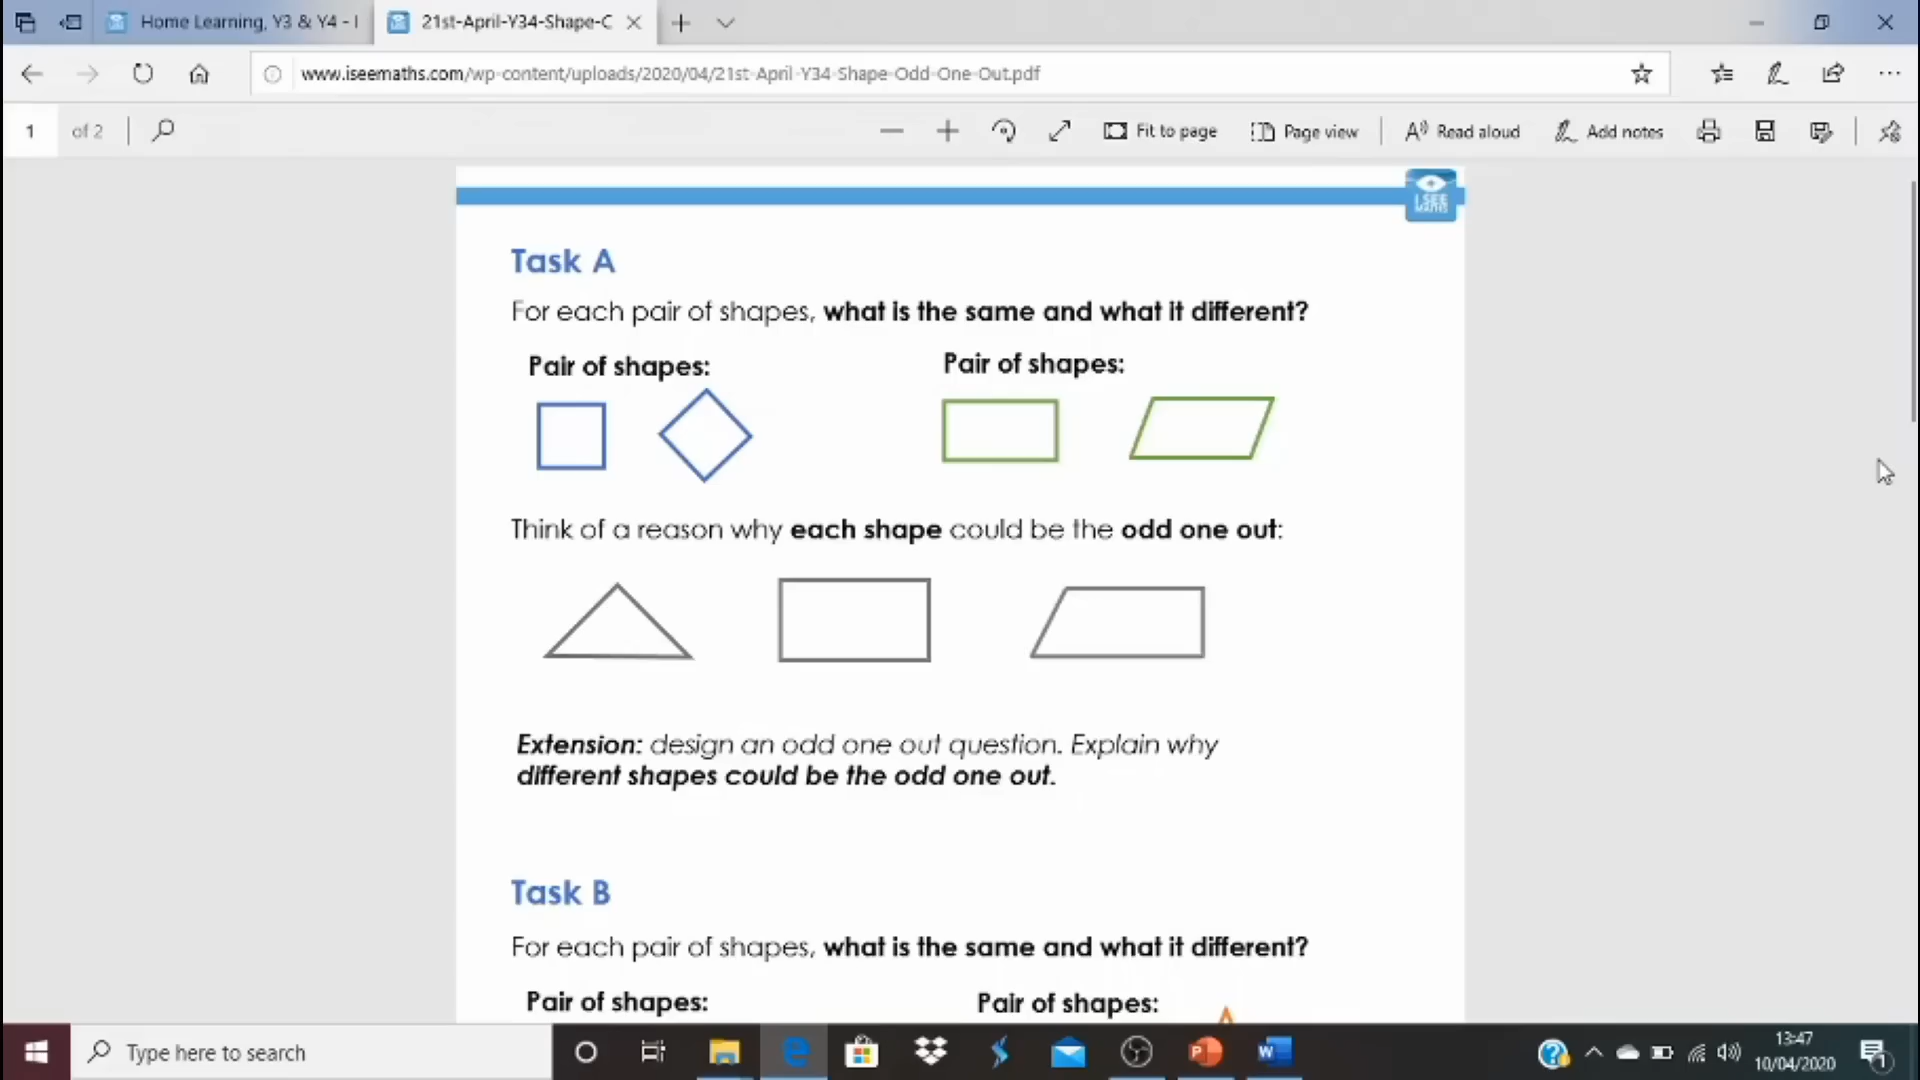 Home Learning, Y3 & Y4 - I
21st-April-Y34-Shape-C
www.iseemaths.com/wp-content/uploads/2020/04/21st-April-Y34-Shape-Odd-One-Out.pdf
1 of 2
Fit to page
Page view
Read aloud
Add notes
I SEE
MATHS
Task A
For each pair of shapes, what is the same and what it different?
Pair of shapes:
Pair of shapes:
Think of a reason why each shape could be the odd one out:
Extension: design an odd one out question. Explain why
different shapes could be the odd one out.
Task B
For each pair of shapes, what is the same and what it different?
Pair of shapes:
Pair of shapes:
Type here to search
13:47
10/04/2020
1